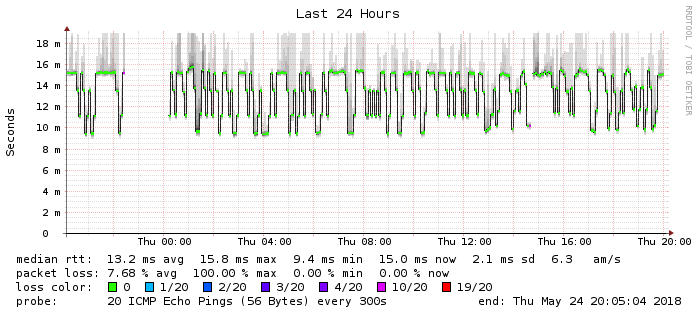 Last 24 Hours
RRDTOOL / TOBI OETIKER
Seconds
18 m
16 m
14 m
12 m
10 m
8 m
6 m
4 m
2 m
0
Thu 00:00 Thu 04:00 Thu 08:00 Thu 12:00 Thu 16:00 Thu 20:00
median rtt: 13.2 ms avg 15.8 ms max 9.4 ms min 15.0 ms now 2.1 ms sd 6.3 am/s
packet loss: 7.68 % avg 100.00 % max 0.00 % min 0.00 % now
loss color: 0 1/20 2/20 3/20 4/20 10/20 19/20
probe: 20 ICMP Echo Pings (56 Bytes) every 300s end: Thu May 24 20:05:04 2018